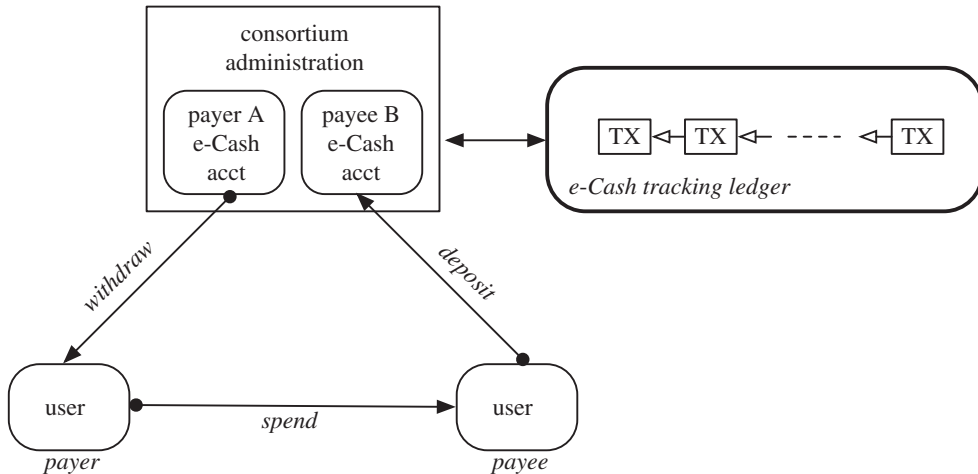 consortium
administration
payer A
e-Cash
acct
payee B
e-Cash
acct
TX
TX
TX
e-Cash tracking ledger
withdraw
deposit
user
payer
spend
user
payee